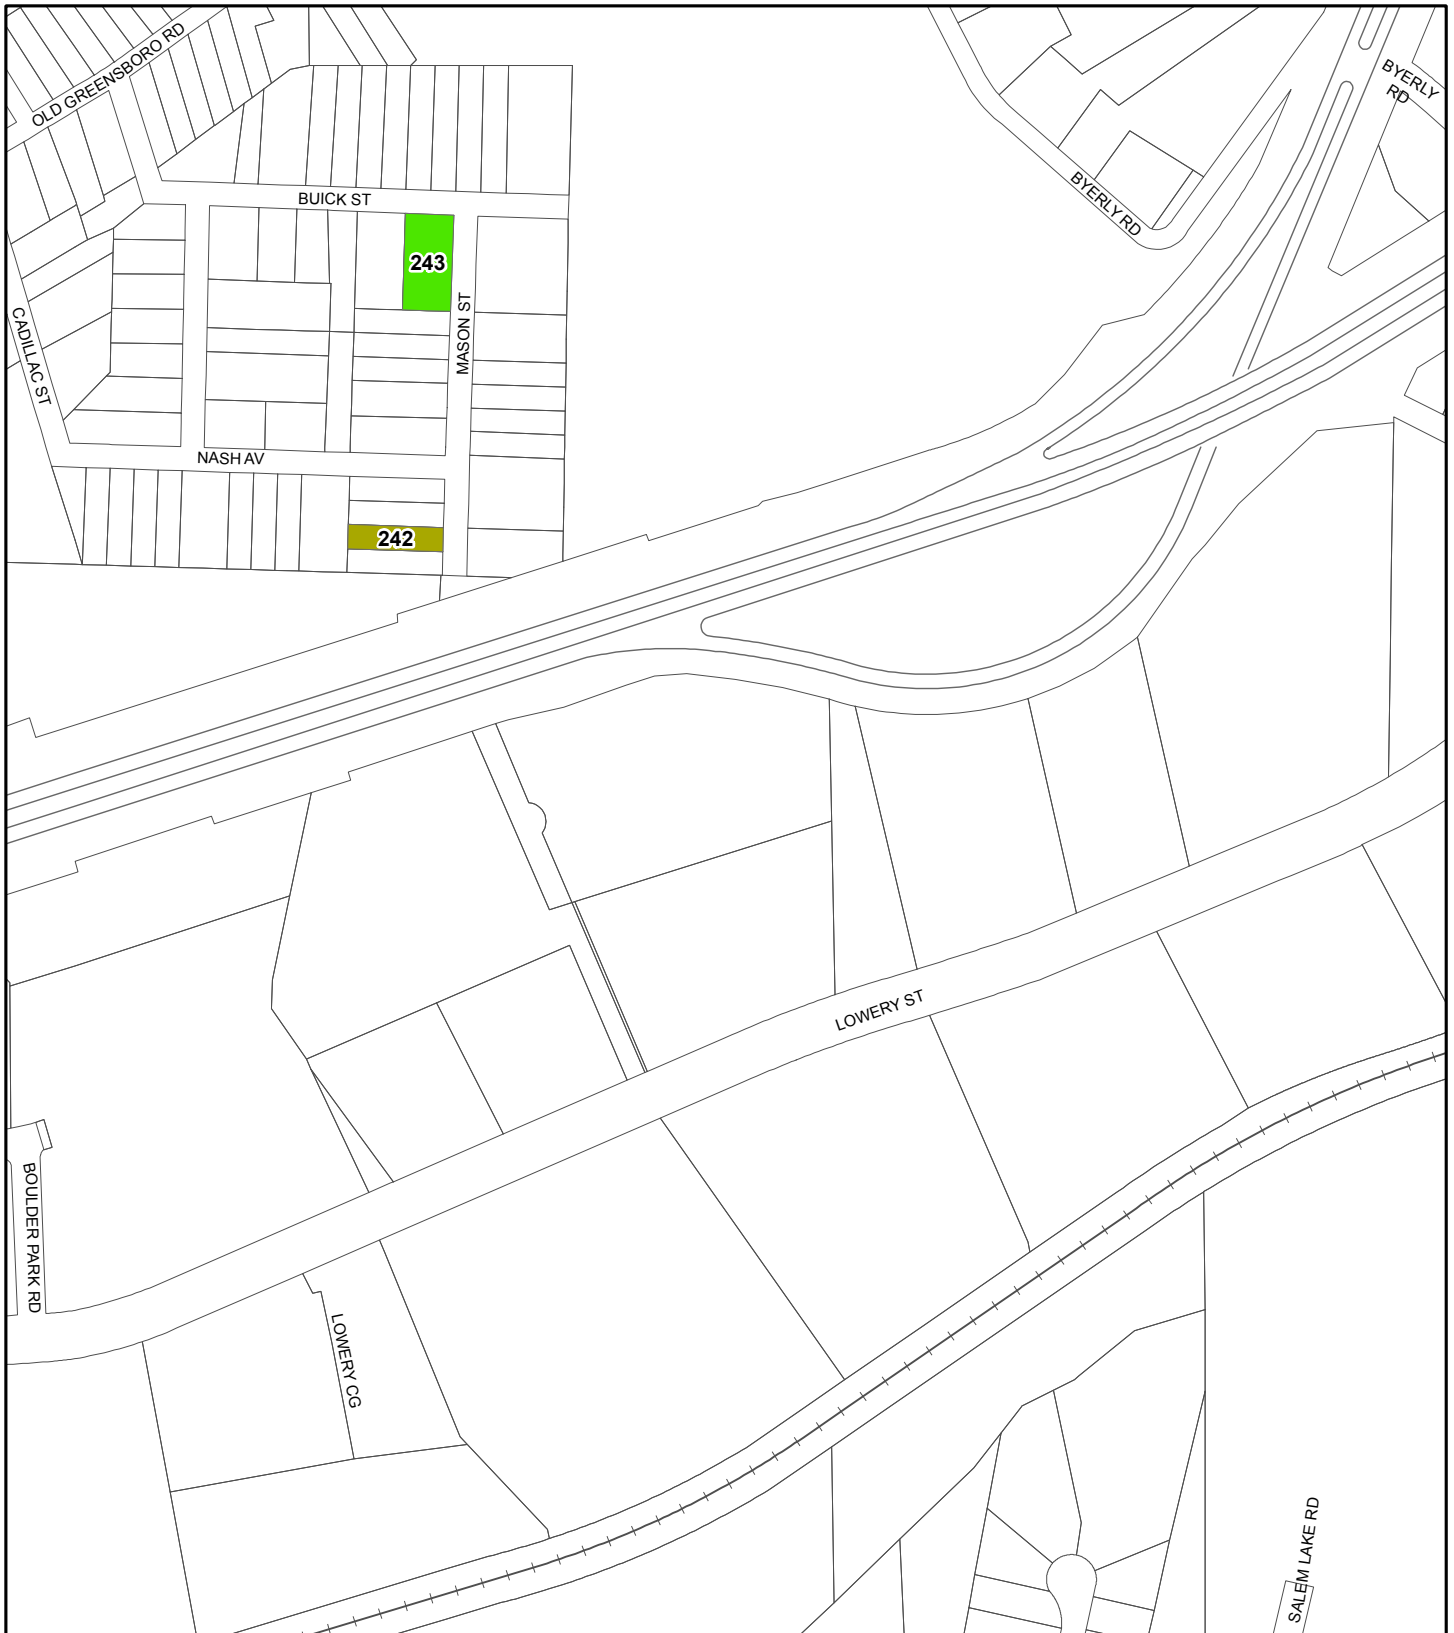 OLD GREENSBORO RD
BYERLY
RD
BUICK ST
BYERLY RD
243
MASON ST
CADILLAC ST
NASH AV
242
LOWERY ST
BOULDER PARK RD
LOWERY CG
SALEM LAKE RD